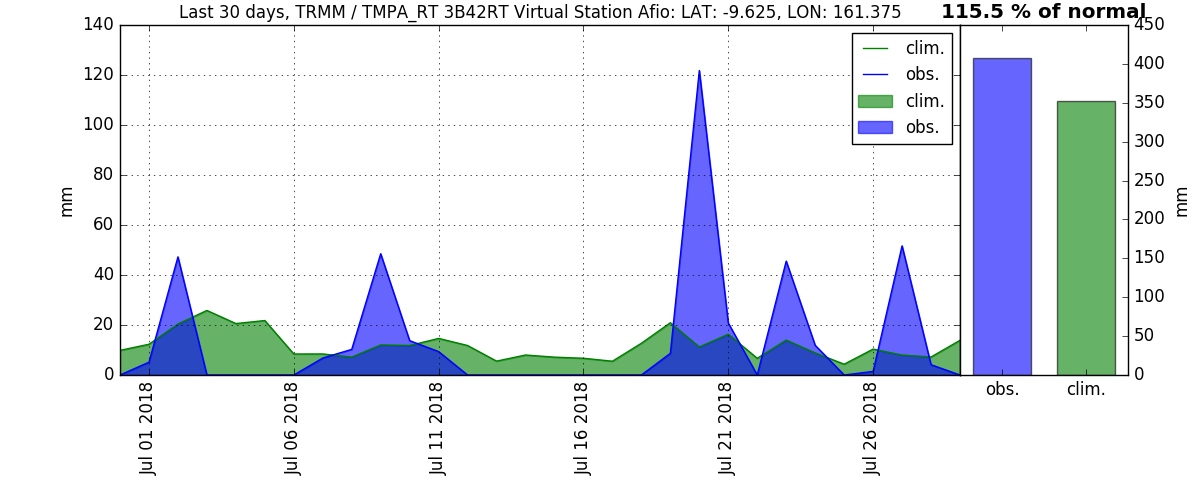 Last 30 days, TRMM / TMPA_RT 3B42RT Virtual Station Afio: LAT: -9.625, LON: 161.375
115.5 % of normal
140
120
100
80
60
40
20
0
mm
Jul 01 2018
Jul 06 2018
Jul 11 2018
Jul 16 2018
Jul 21 2018
Jul 26 2018
clim.
obs.
clim.
obs.
450
400
350
300
250
200
150
100
50
0
mm
obs.
clim.